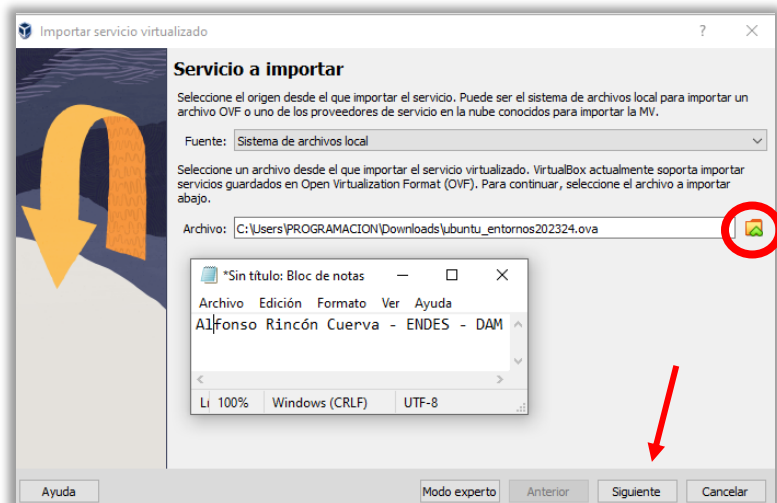 Importar servicio virtualizado
Servicio a importar
Seleccione el origen desde el que importar el servicio. Puede ser el sistema de archivos local para importar un
archivo OVF o uno de los proveedores de servicio en la nube conocidos para importar la MV.
Fuente: Sistema de archivos local
Seleccione un archivo desde el que importar el servicio virtualizado. VirtualBox actualmente soporta importar
servicios guardados en Open Virtualization Format (OVF). Para continuar, seleccione el archivo a importar
abajo.
Archivo: C:\Users\PROGRAMACION\Downloads\ubuntu_entornos202324.ova
*Sin título: Bloc de notas
Archivo Edición Formato Ver Ayuda
Alfonso Rincón Cuerva - ENDES - DAM
100% Windows (CRLF) UTF-8
Ayuda Modo experto Anterior Siguiente Cancelar